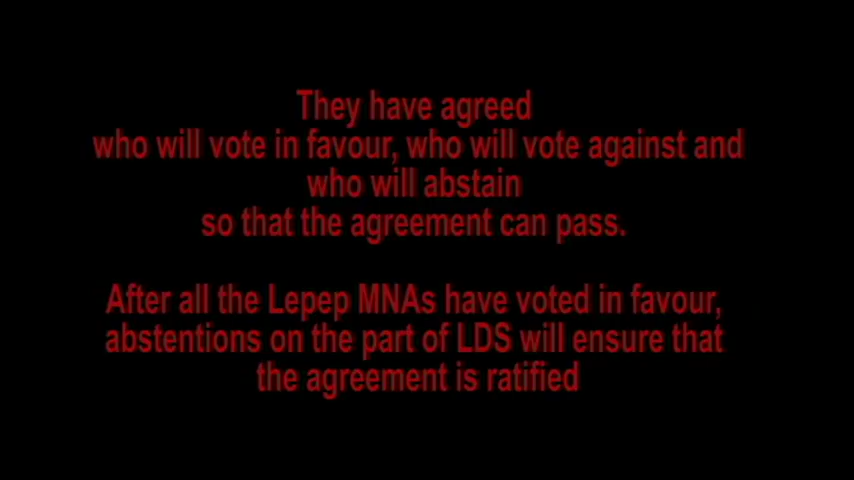 They have agreed
who will vote in favour, who will vote against and
who will abstain
so that the agreement can pass.
After all the Lepep MNAs have voted in favour,
abstentions on the part of LDS will ensure that
the agreement is ratified